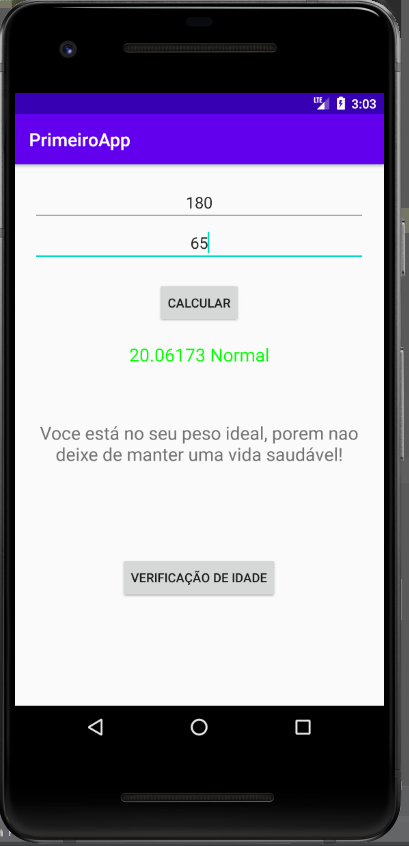 LTE 3:03
PrimeiroApp
180
65
CALCULAR
20.06173 Normal
Voce está no seu peso ideal, porem nao
deixe de manter uma vida saudável!
VERIFICAÇÃO DE IDADE